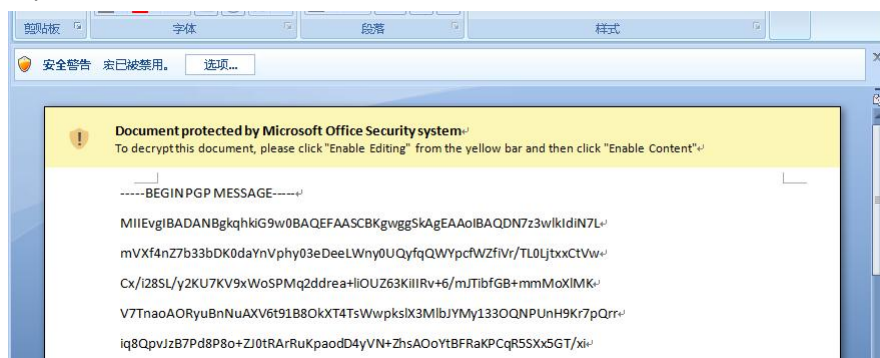 剪贴板 字体 段落 样式
安全警告 宏已被禁用。 选项...
Document protected by Microsoft Office Security system
To decrypt this document, please click "Enable Editing" from the yellow bar and then click "Enable Content"
-----BEGIN PGP MESSAGE-----
MIIEvgIBADANBgkqhkiG9w0BAQEFAASCBKgwggSkAgEAAoIBAQDN7z3wlkIdiN7L
mVXf4nZ7b33bDK0daYnVphy03eDeeLWny0UQyfqQWYpcfWZfiVr/TL0LjtxxCtVw
Cx/i28SL/y2KU7KV9xWoSPMq2ddrea+liOUZ63KiIIRv+6/mJTibfGB+mmMoXlMK
V7TnaoAORyuBnNuAXV6t91B8OkXT4TsWwpkslX3MlbJYMy133OQNPUnH9Kr7pQrr
iq8QpvJzB7Pd8P8o+ZJ0tRArRuKpaodD4yVN+ZhsAOoYtBFRaKPCqR5SXx5GT/xi